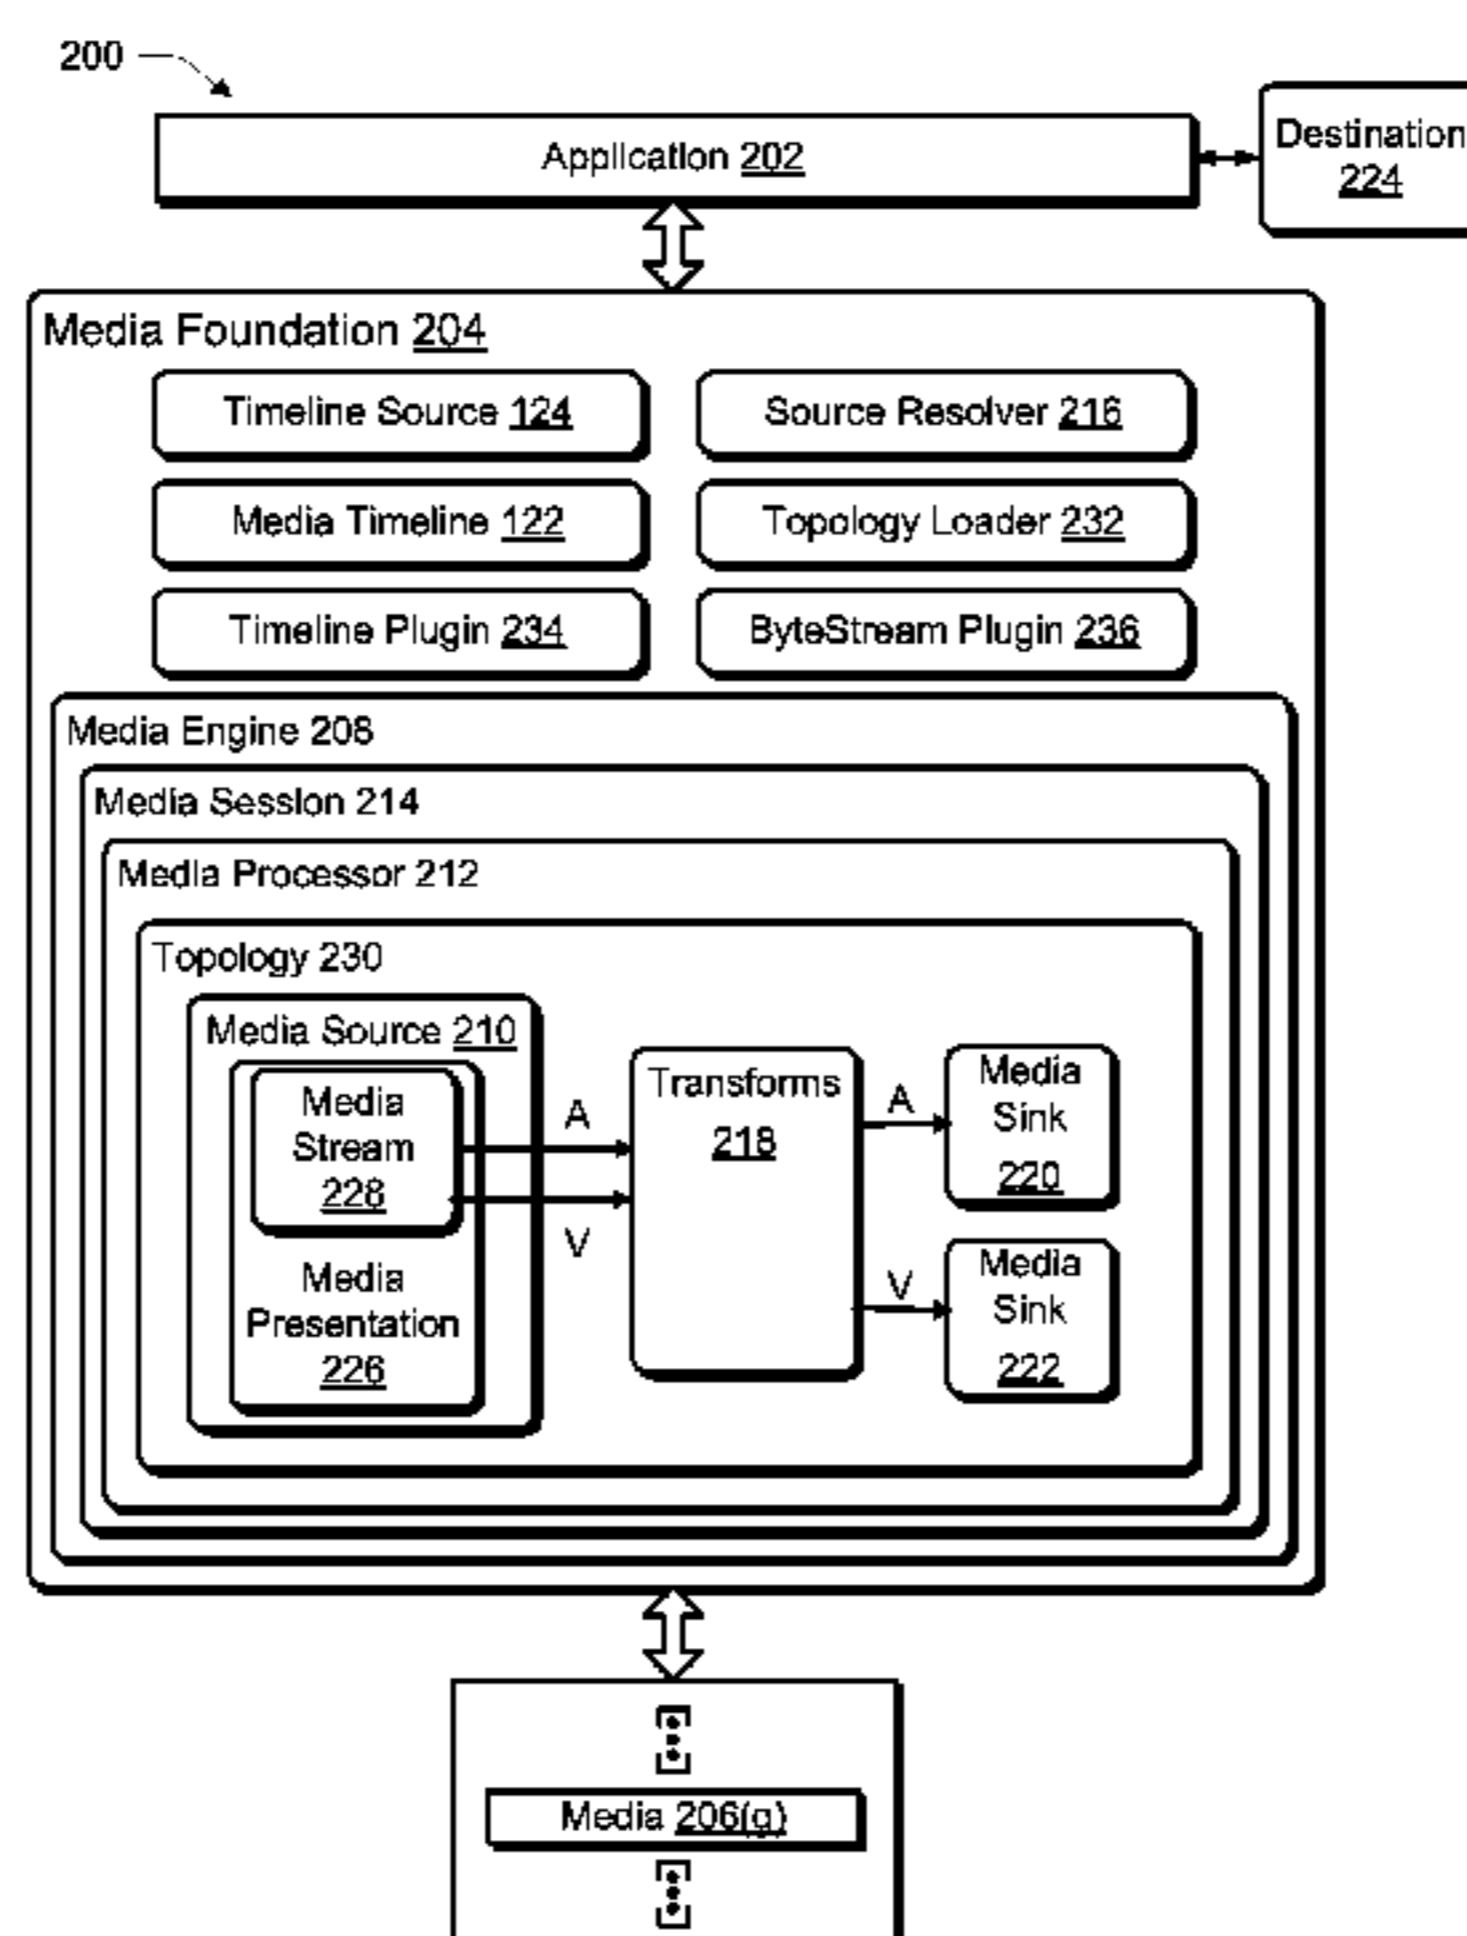 200
Application 202
Destination
224
Media Foundation 204
Timeline Source 124
Source Resolver 216
Media Timeline 122
Topology Loader 232
Timeline Plugin 234
ByteStream Plugin 236
Media Engine 208
Media Session 214
Media Processor 212
Topology 230
Media Source 210
Media
Stream
228
Media
Presentation
226
A
V
Transforms
218
A
V
Media
Sink
220
Media
Sink
222
Media 206(g)